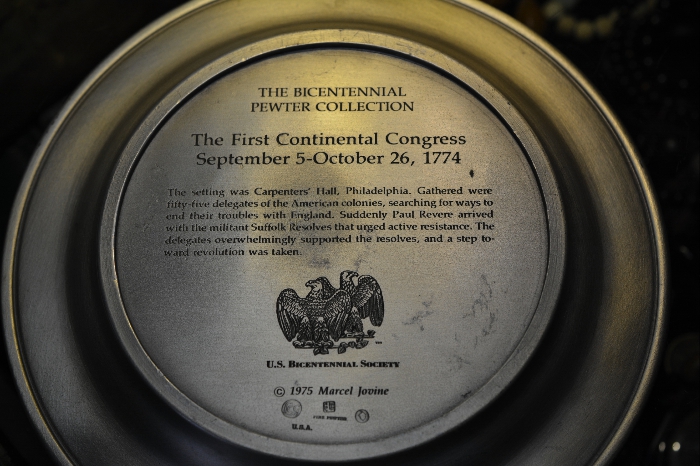 THE BICENTENNIAL
PEWTER COLLECTION
The First Continental Congress
September 5-October 26, 1774
The setting was Carpenters' Hall, Philadelphia. Gathered were
fifty-five delegates of the American colonies, searching for ways to
end their troubles with England. Suddenly Paul Revere arrived
with the militant Suffolk Resolves that urged active resistance. The
delegates overwhelmingly supported the resolves, and a step to-
ward revolution was taken.
U.S. BICENTENNIAL SOCIETY
© 1975 Marcel Jovine
FINE PEWTER
U.S.A.